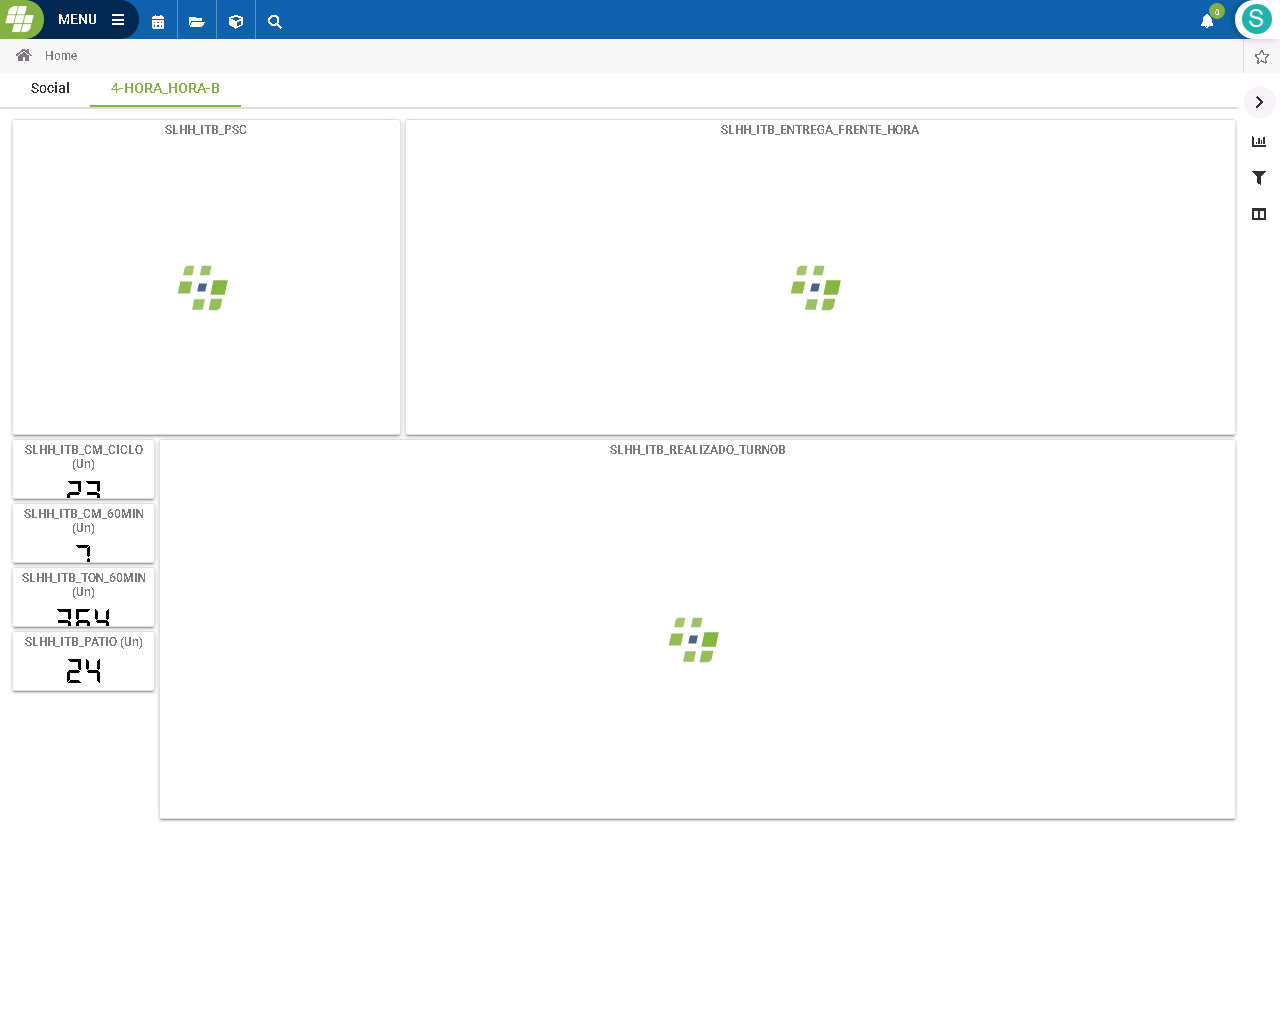 MENU
0
S
Home
Social
4-HORA_HORA-B
SLHH_ITB_PSC
SLHH_ITB_ENTREGA_FRENTE_HORA
SLHH_ITB_CM_CICLO
(Un)
23
SLHH_ITB_REALIZADO_TURNOB
SLHH_ITB_CM_60MIN
(Un)
7
SLHH_ITB_TON_60MIN
(Un)
364
SLHH_ITB_PATIO (Un)
24